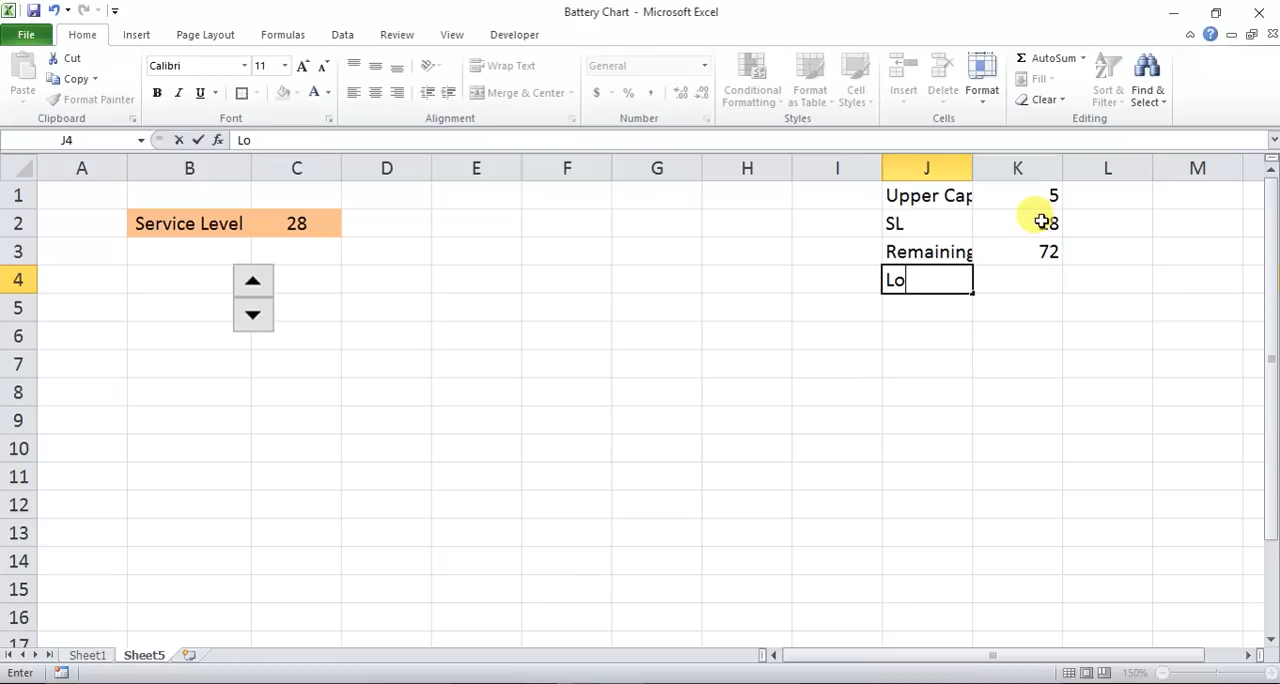 Battery Chart - Microsoft Excel
File Home Insert Page Layout Formulas Data Review View Developer
Paste
Cut
Copy
Format Painter
Clipboard
Calibri 11
B I U
Font
Wrap Text
Merge & Center
Alignment
General
$ % ,
Number
Conditional Formatting
Format as Table
Cell Styles
Styles
Insert Delete Format
Cells
AutoSum
Fill
Clear
Sort & Filter
Find & Select
Editing
J4 fx Lo
A B C D E F G H I J K L M
1 Upper Cap 5
2 Service Level 28 SL
3 Remaining 72
4 Lo
5
6
7
8
9
10
11
12
13
14
15
16
17
Sheet1 Sheet5
Enter 150%